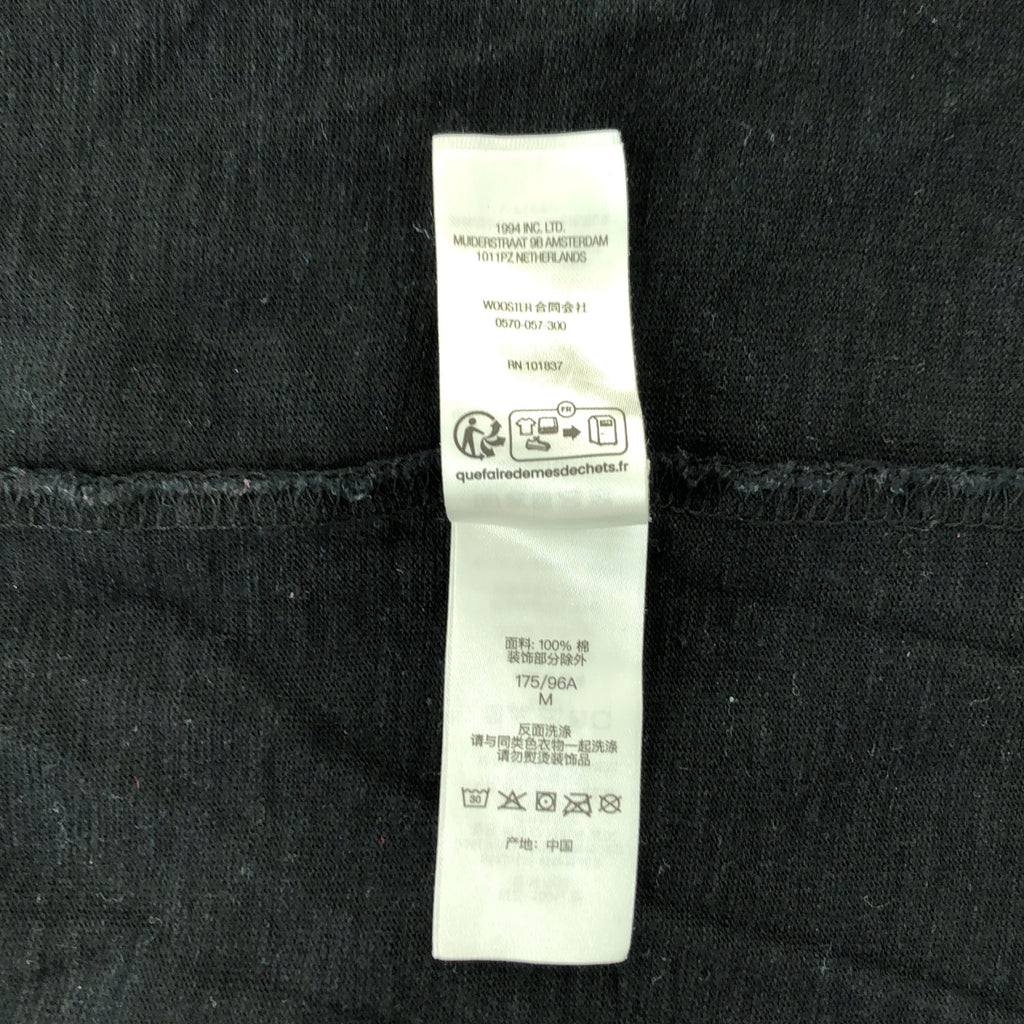 1994 INC. LTD.
MUIDERSTRAAT 9B AMSTERDAM
1011PZ NETHERLANDS
WOOSTER 合同会社
0570-057-300
RN 101837
FR
quefairedemesdechets.fr
面料: 100% 棉
装饰部分除外
175/96A
M
反面洗涤
请与同类色衣物一起洗涤
请勿熨烫装饰品
30
产地: 中国